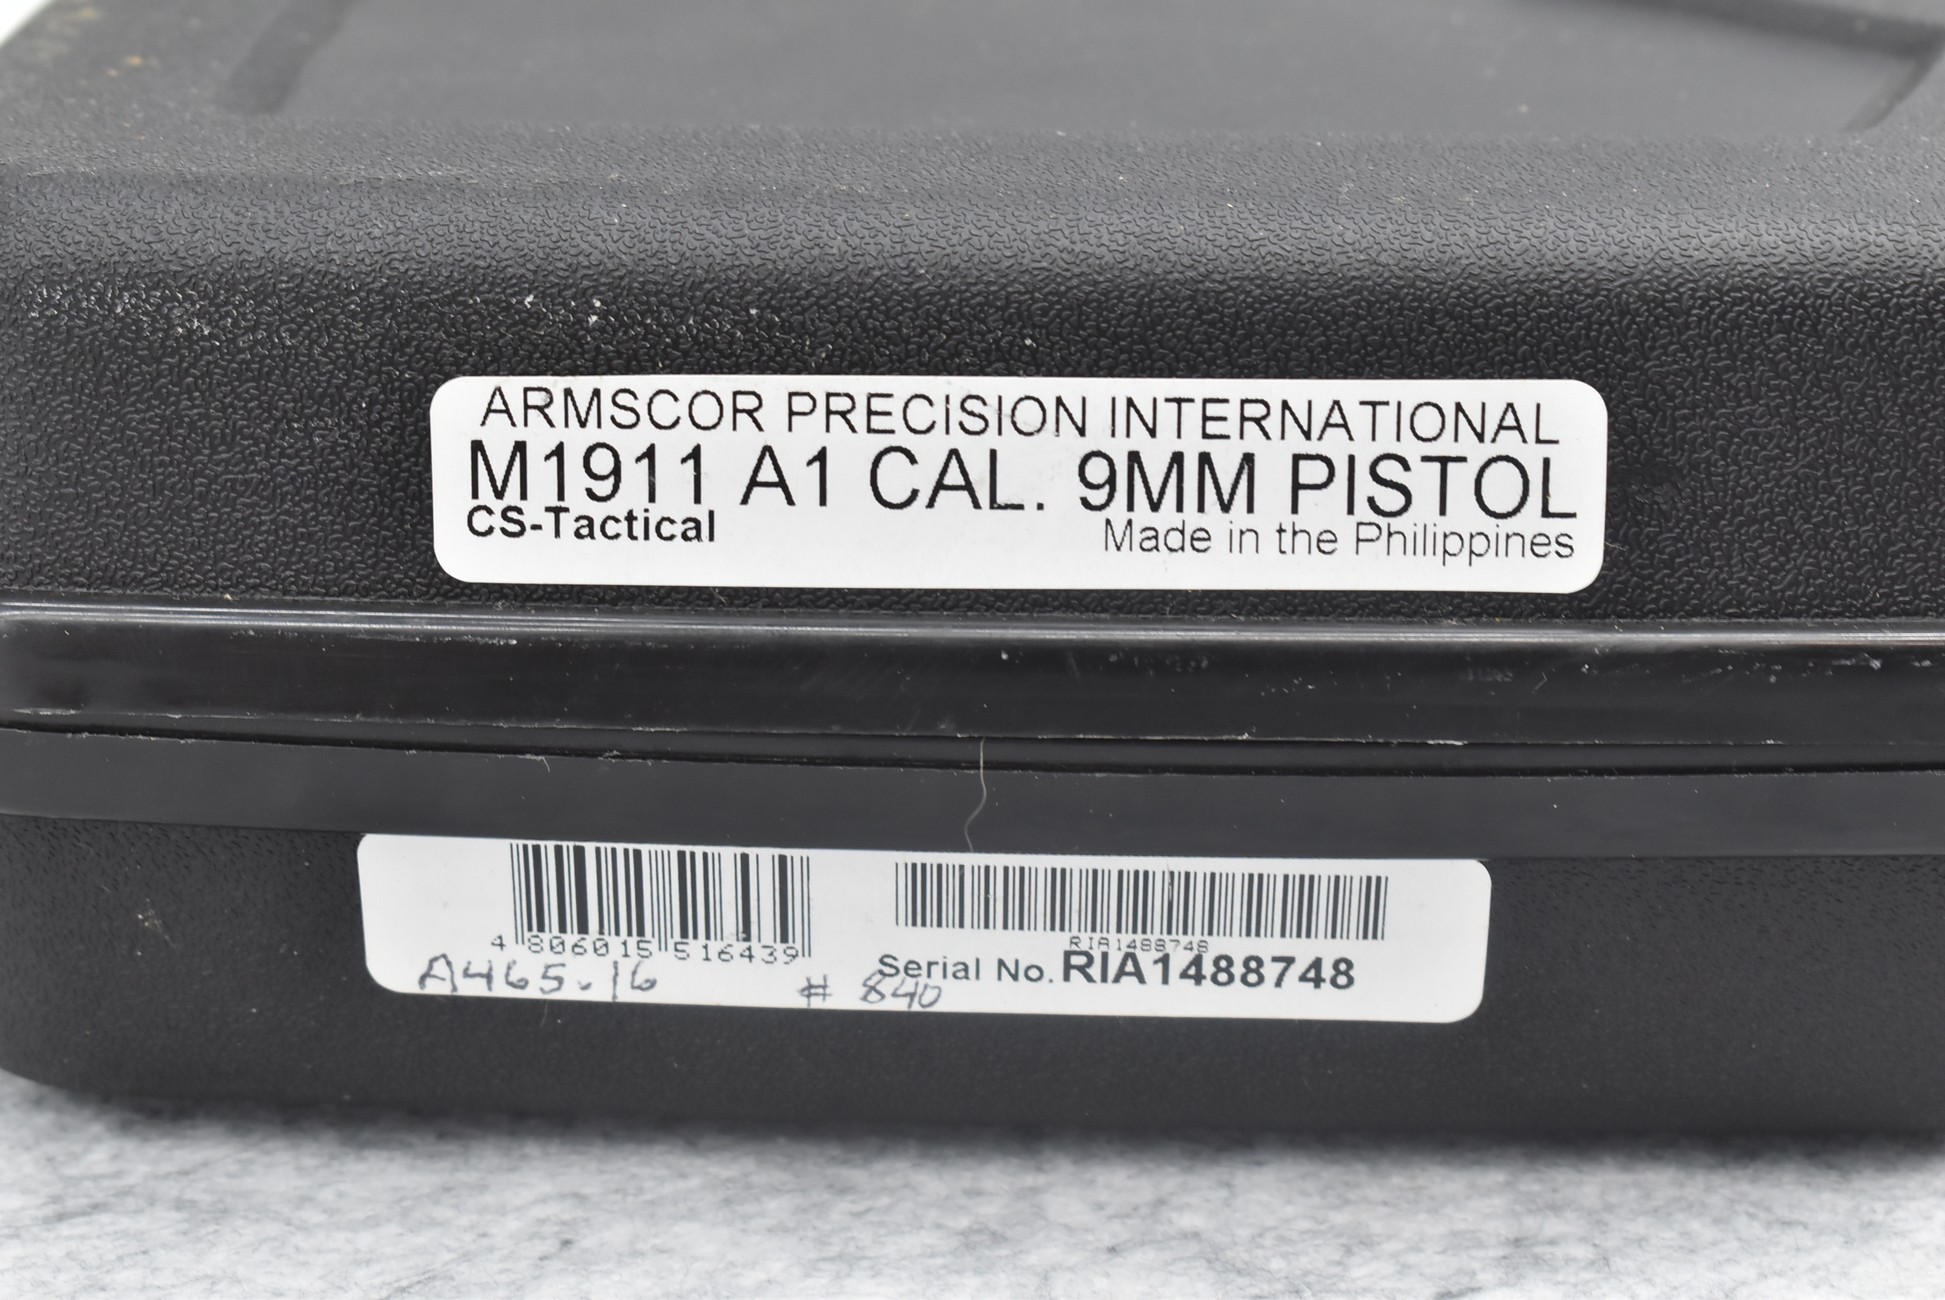 ARMSCOR PRECISION INTERNATIONAL
M1911 A1 CAL. 9MM PISTOL
CS-Tactical Made in the Philippines
4 806015 516439
RIA1488748
Serial No. RIA1488748
A465.16 # 840